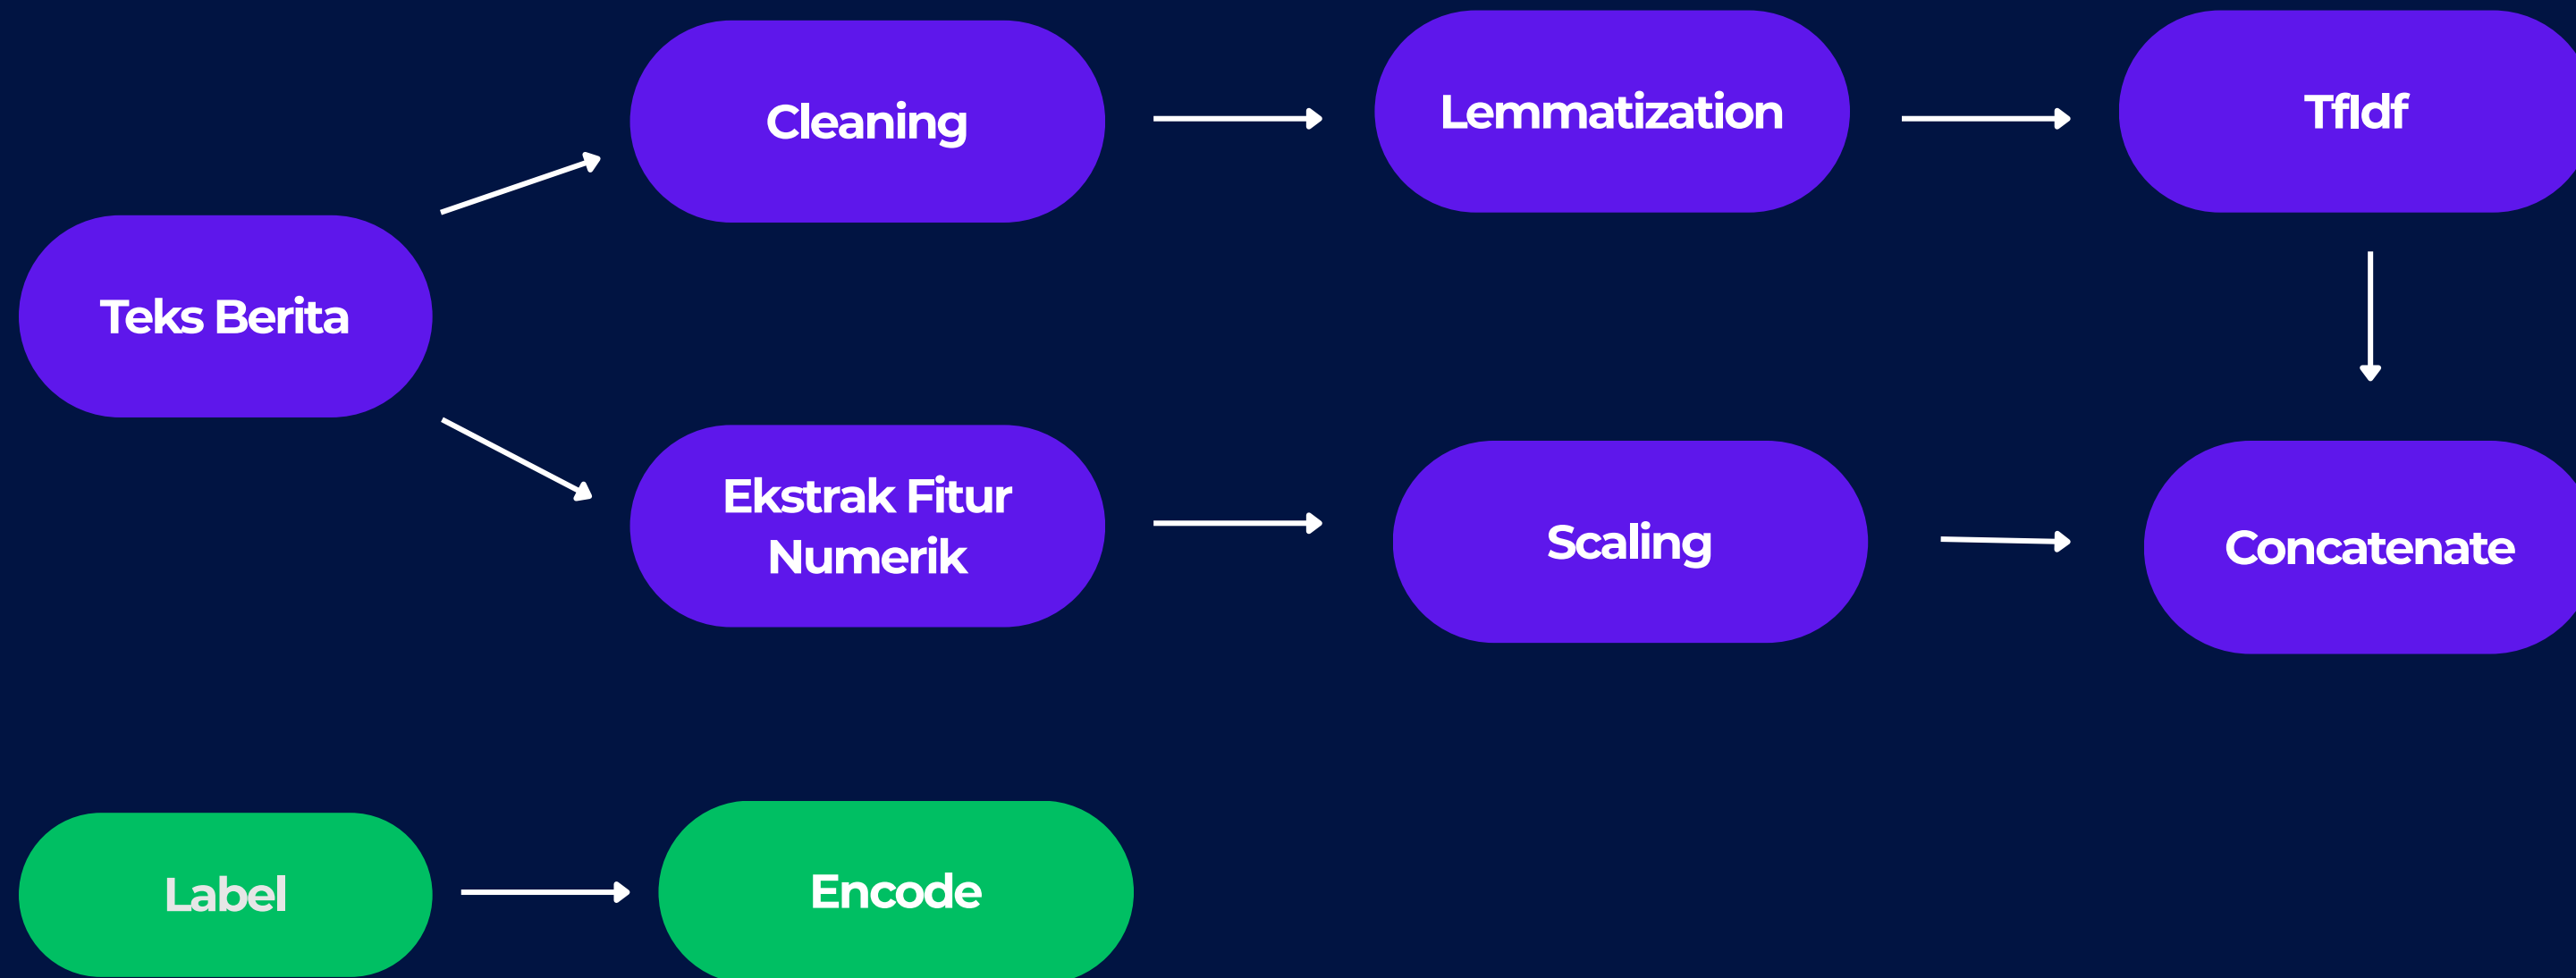 Cleaning
Lemmatization
TfIdf
Teks Berita
Ekstrak Fitur
Numerik
Scaling
Concatenate
Label
Encode